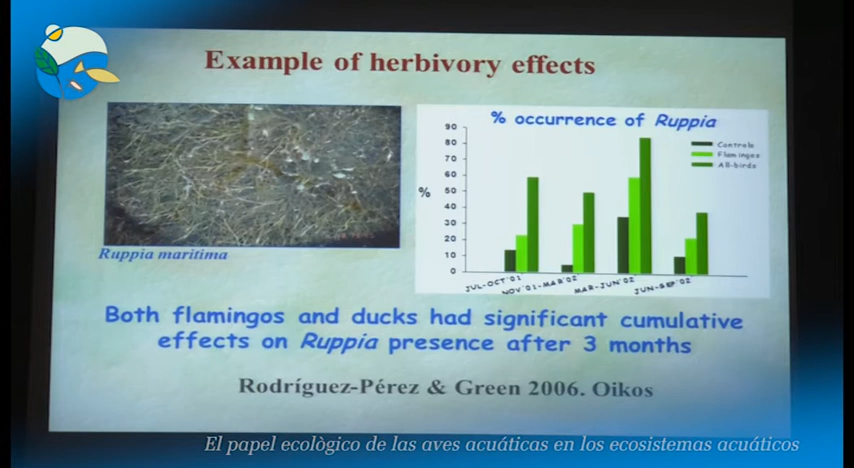 Example of herbivory effects
% occurrence of Ruppia
90
80
70
60
50
40
30
20
10
0
%
Controls
Flamingos
All-birds
JUL-OCT'01
NOV'01-MAR'02
MAR-JUN'02
JUN-SEP'02
Ruppia maritima
Both flamingos and ducks had significant cumulative
effects on Ruppia presence after 3 months
Rodríguez-Pérez & Green 2006. Oikos
El papel ecològico de las aves acuáticas en los ecosistemas acuáticos